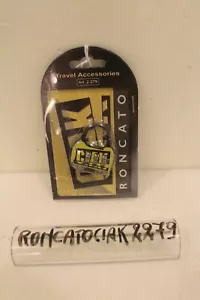 Travel Accessories
RONCATO
CIAK
RONCATOCIAK2279